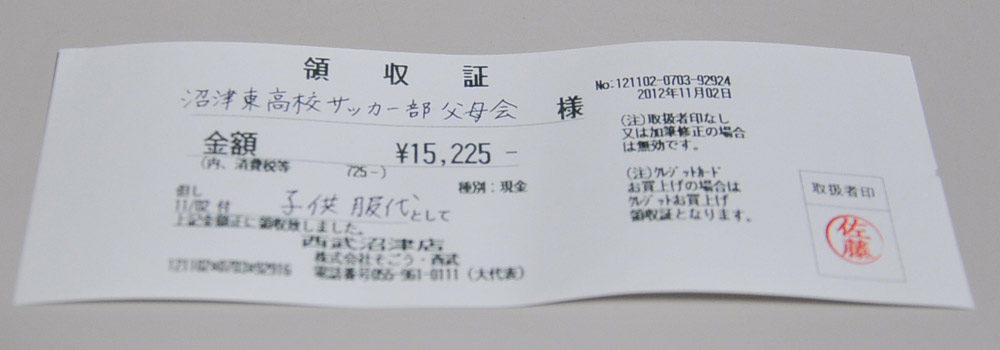 領収証
沼津東高校サッカー部父母会 様
金額 ¥15,225-
(内、消費税等 725-)
種別:現金
但し
11/02 付 子供服代として
上記金額正に領収致しました。
西武沼津店
株式会社そごう・西武
電話番号055-961-0111(大代表)
121102*0703*92916
No:121102-0703-92924
2012年11月02日
(注)取扱者印なし
又は加筆修正の場合
は無効です。
(注)クレジットカード
お買上げの場合は
クレジットお買上げ
領収証となります。
取扱者印
佐藤